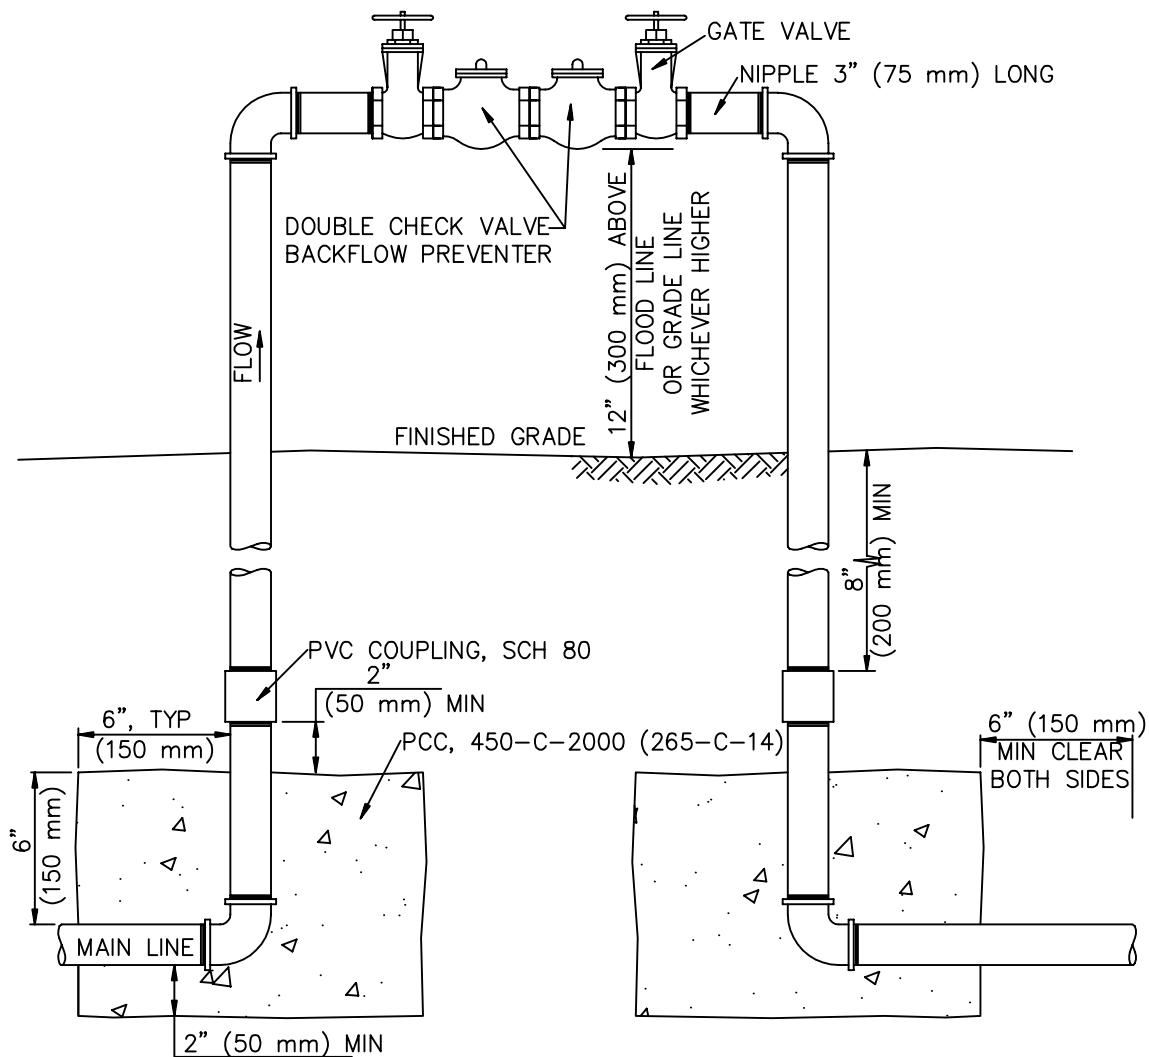 GATE VALVE
NIPPLE 3" (75 mm) LONG
DOUBLE CHECK VALVE
BACKFLOW PREVENTER
12" (300 mm) ABOVE
FLOOD LINE
OR GRADE LINE
WHICHEVER HIGHER
FLOW
FINISHED GRADE
8"
(200 mm) MIN
PVC COUPLING, SCH 80
2"
(50 mm) MIN
6", TYP
(150 mm)
PCC, 450-C-2000 (265-C-14)
6" (150 mm)
MIN CLEAR
BOTH SIDES
6"
(150 mm)
MAIN LINE
2" (50 mm) MIN